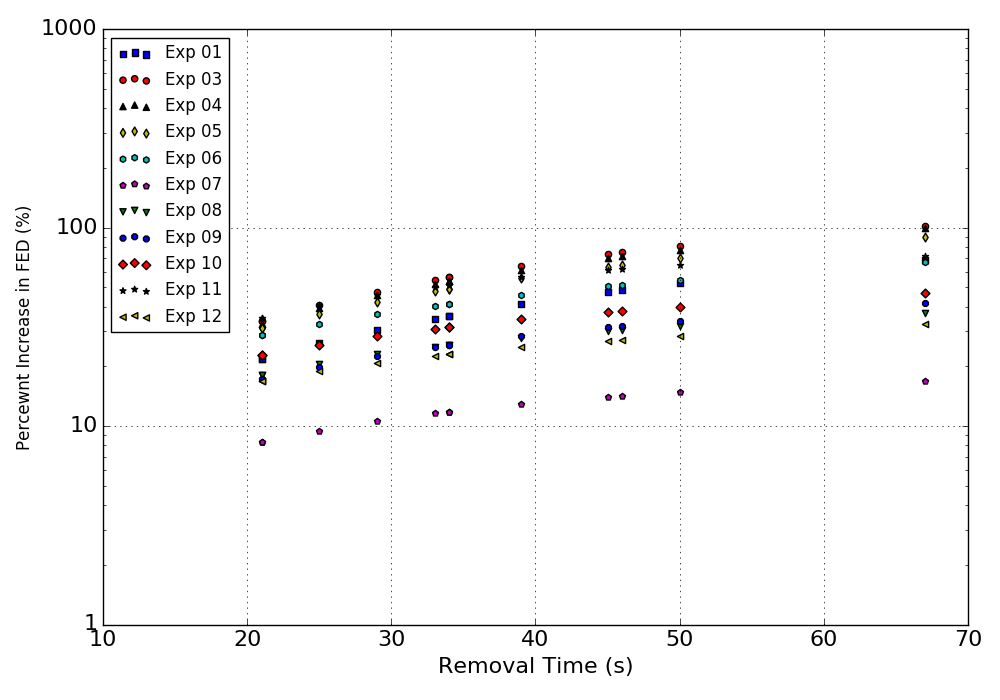 1000
100
10
1
Percewnt Increase in FED (%)
Exp 01
Exp 03
Exp 04
Exp 05
Exp 06
Exp 07
Exp 08
Exp 09
Exp 10
Exp 11
Exp 12
10 20 30 40 50 60 70
Removal Time (s)